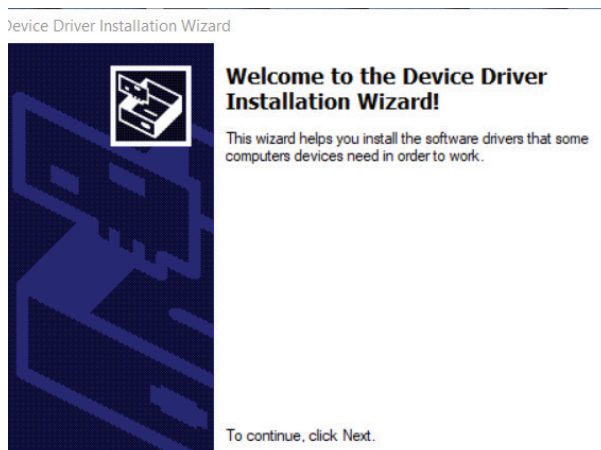 Device Driver Installation Wizard
Welcome to the Device Driver
Installation Wizard!
This wizard helps you install the software drivers that some
computers devices need in order to work.
To continue, click Next.